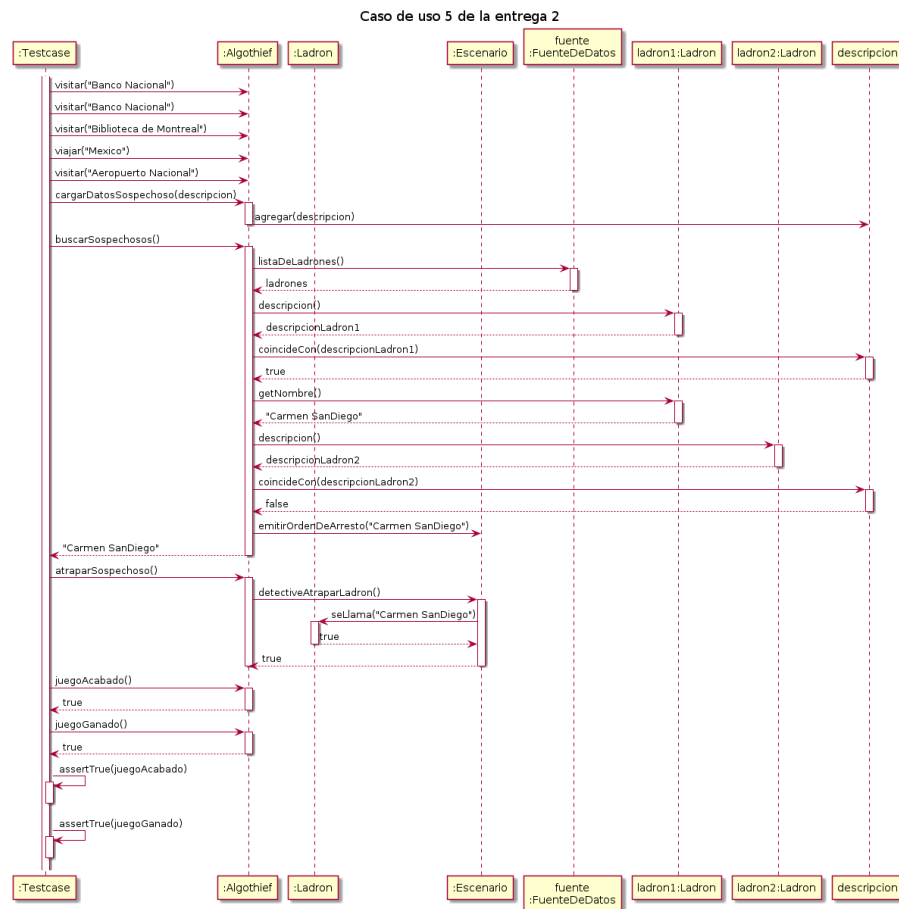 Caso de uso 5 de la entrega 2
:Testcase
:Algothief
:Ladron
:Escenario
fuente
:FuenteDeDatos
ladron1:Ladron
ladron2:Ladron
descripcion
visitar("Banco Nacional")
visitar("Banco Nacional")
visitar("Biblioteca de Montreal")
viajar("Mexico")
visitar("Aeropuerto Nacional")
cargarDatosSospechoso(descripcion)
agregar(descripcion)
buscarSospechosos()
listaDeLadrones()
ladrones
descripcion()
descripcionLadron1
coincideCon(descripcionLadron1)
true
getNombre()
"Carmen SanDiego"
descripcion()
descripcionLadron2
coincideCon(descripcionLadron2)
false
emitirOrdenDeArresto("Carmen SanDiego")
"Carmen SanDiego"
atraparSospechoso()
detectiveAtraparLadron()
seLlama("Carmen SanDiego")
true
true
juegoAcabado()
true
juegoGanado()
true
assertTrue(juegoAcabado)
assertTrue(juegoGanado)
:Testcase
:Algothief
:Ladron
:Escenario
fuente
:FuenteDeDatos
ladron1:Ladron
ladron2:Ladron
descripcion